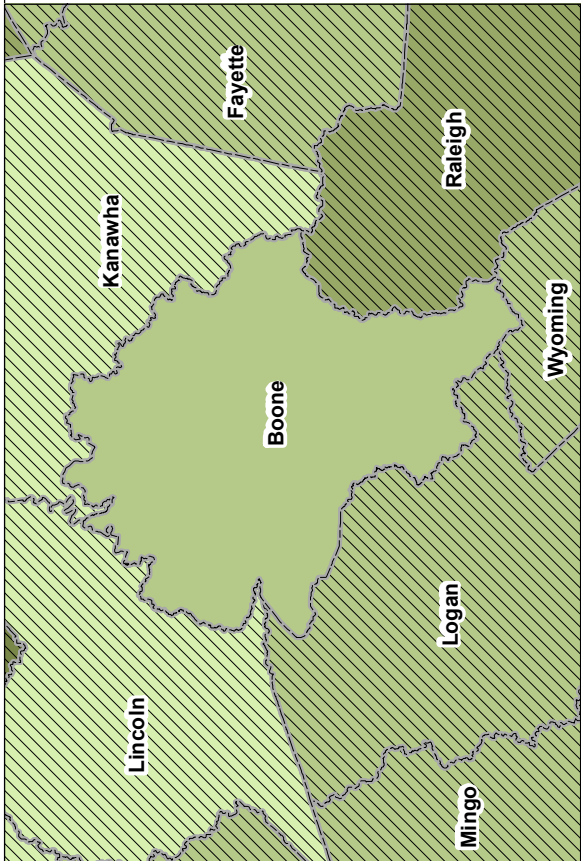 Fayette
Raleigh
Kanawha
Wyoming
Boone
Logan
Lincoln
Mingo